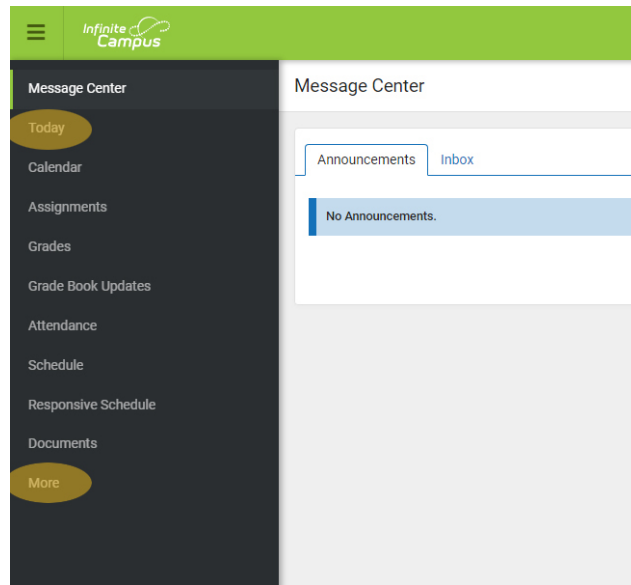 Infinite
Campus
Message Center
Today
Calendar
Assignments
Grades
Grade Book Updates
Attendance
Schedule
Responsive Schedule
Documents
More
Message Center
Announcements
Inbox
No Announcements.